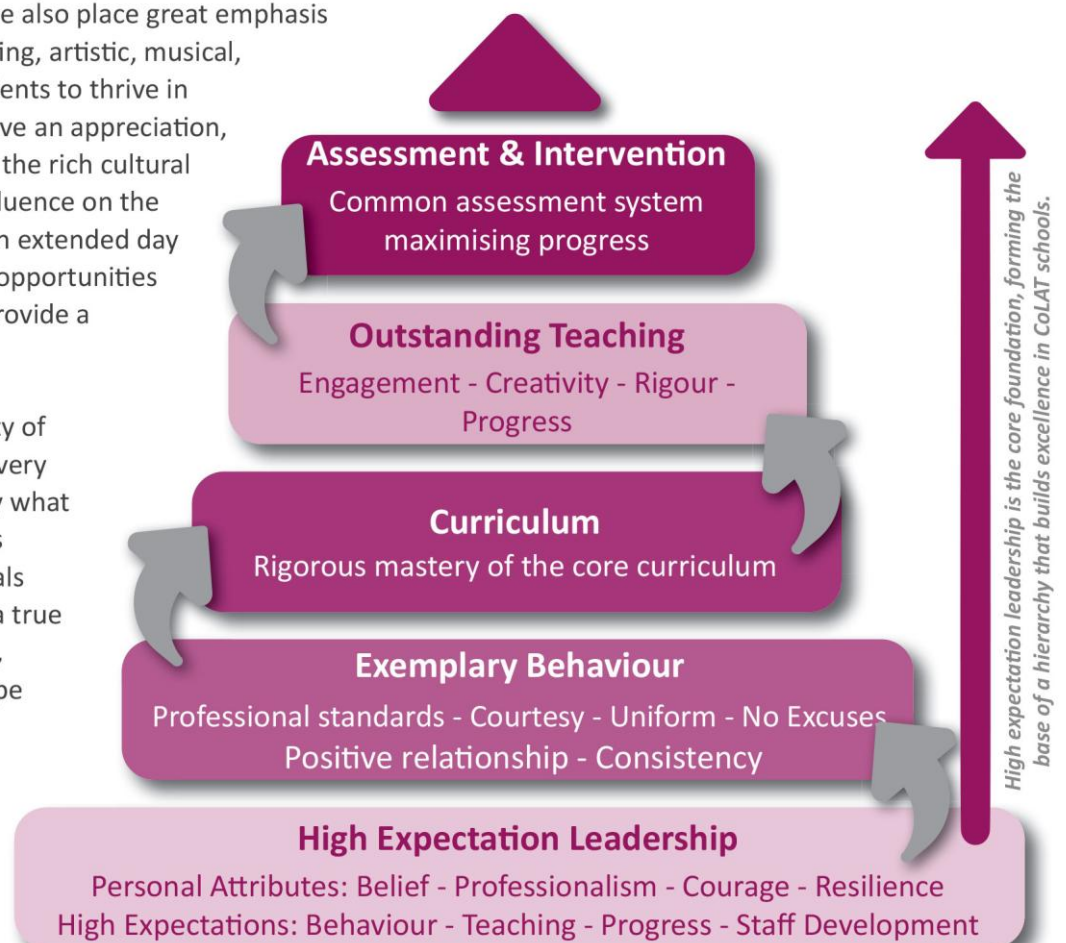 e also place great emphasis
ing, artistic, musical,
ents to thrive in
ve an appreciation,
the rich cultural
luence on the
n extended day
opportunities
rovide a
ty of
very
what
s
als
a true
be
Assessment & Intervention
Common assessment system
maximising progress
Outstanding Teaching
Engagement - Creativity - Rigour -
Progress
Curriculum
Rigorous mastery of the core curriculum
Exemplary Behaviour
Professional standards - Courtesy - Uniform - No Excuses
Positive relationship - Consistency
High Expectation Leadership
Personal Attributes: Belief - Professionalism - Courage - Resilience
High Expectations: Behaviour - Teaching - Progress - Staff Development
High expectation leadership is the core foundation, forming the
base of a hierarchy that builds excellence in CoLAT schools.